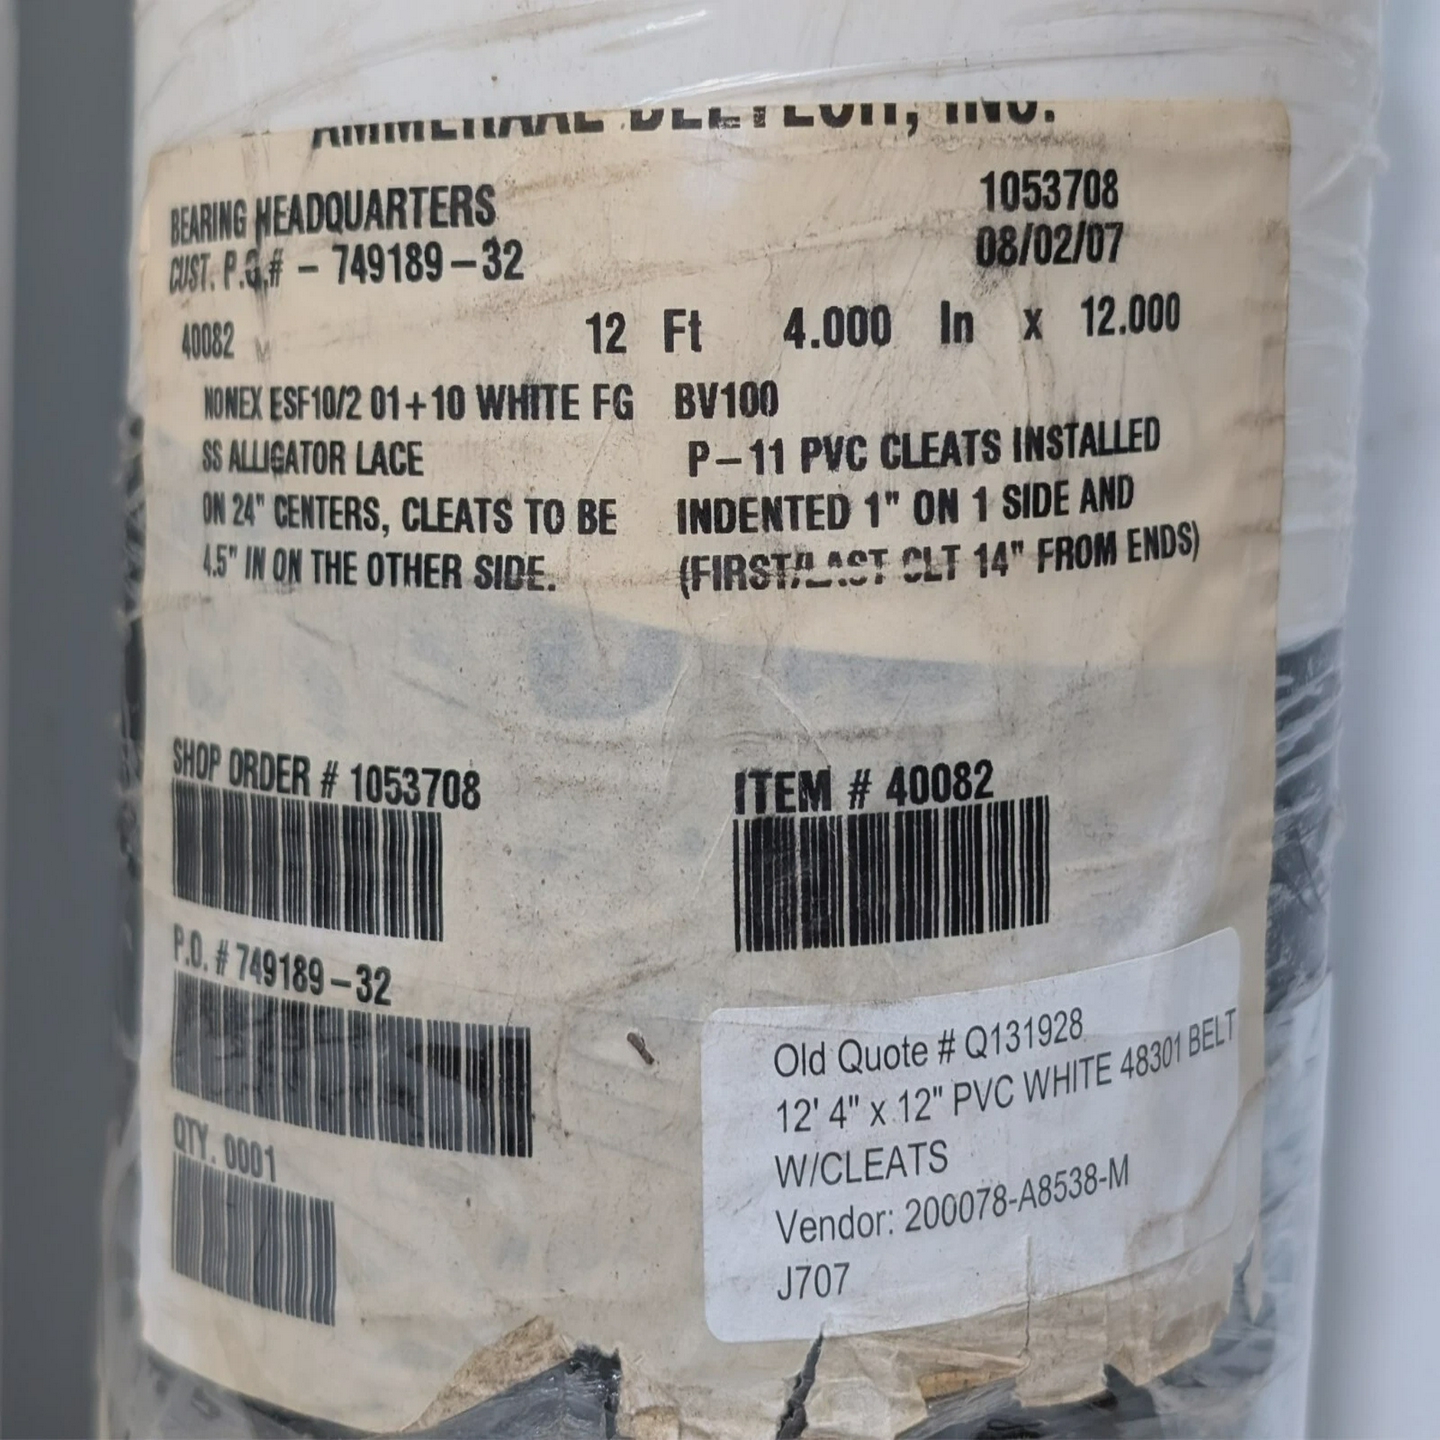 AMMERAAL BELTECH, INC.
BEARING HEADQUARTERS 1053708
CUST. P.O.# - 749189-32 08/02/07
40082 12 Ft 4.000 In x 12.000
NONEX ESF10/2 01+10 WHITE FG BV100
SS ALLIGATOR LACE P-11 PVC CLEATS INSTALLED
ON 24" CENTERS, CLEATS TO BE INDENTED 1" ON 1 SIDE AND
4.5" IN ON THE OTHER SIDE. (FIRST/LAST CLT 14" FROM ENDS)
SHOP ORDER # 1053708 ITEM # 40082
P.O. # 749189-32
QTY. 0001
Old Quote # Q131928
12' 4" x 12" PVC WHITE 48301 BELT
W/CLEATS
Vendor: 200078-A8538-M
J707